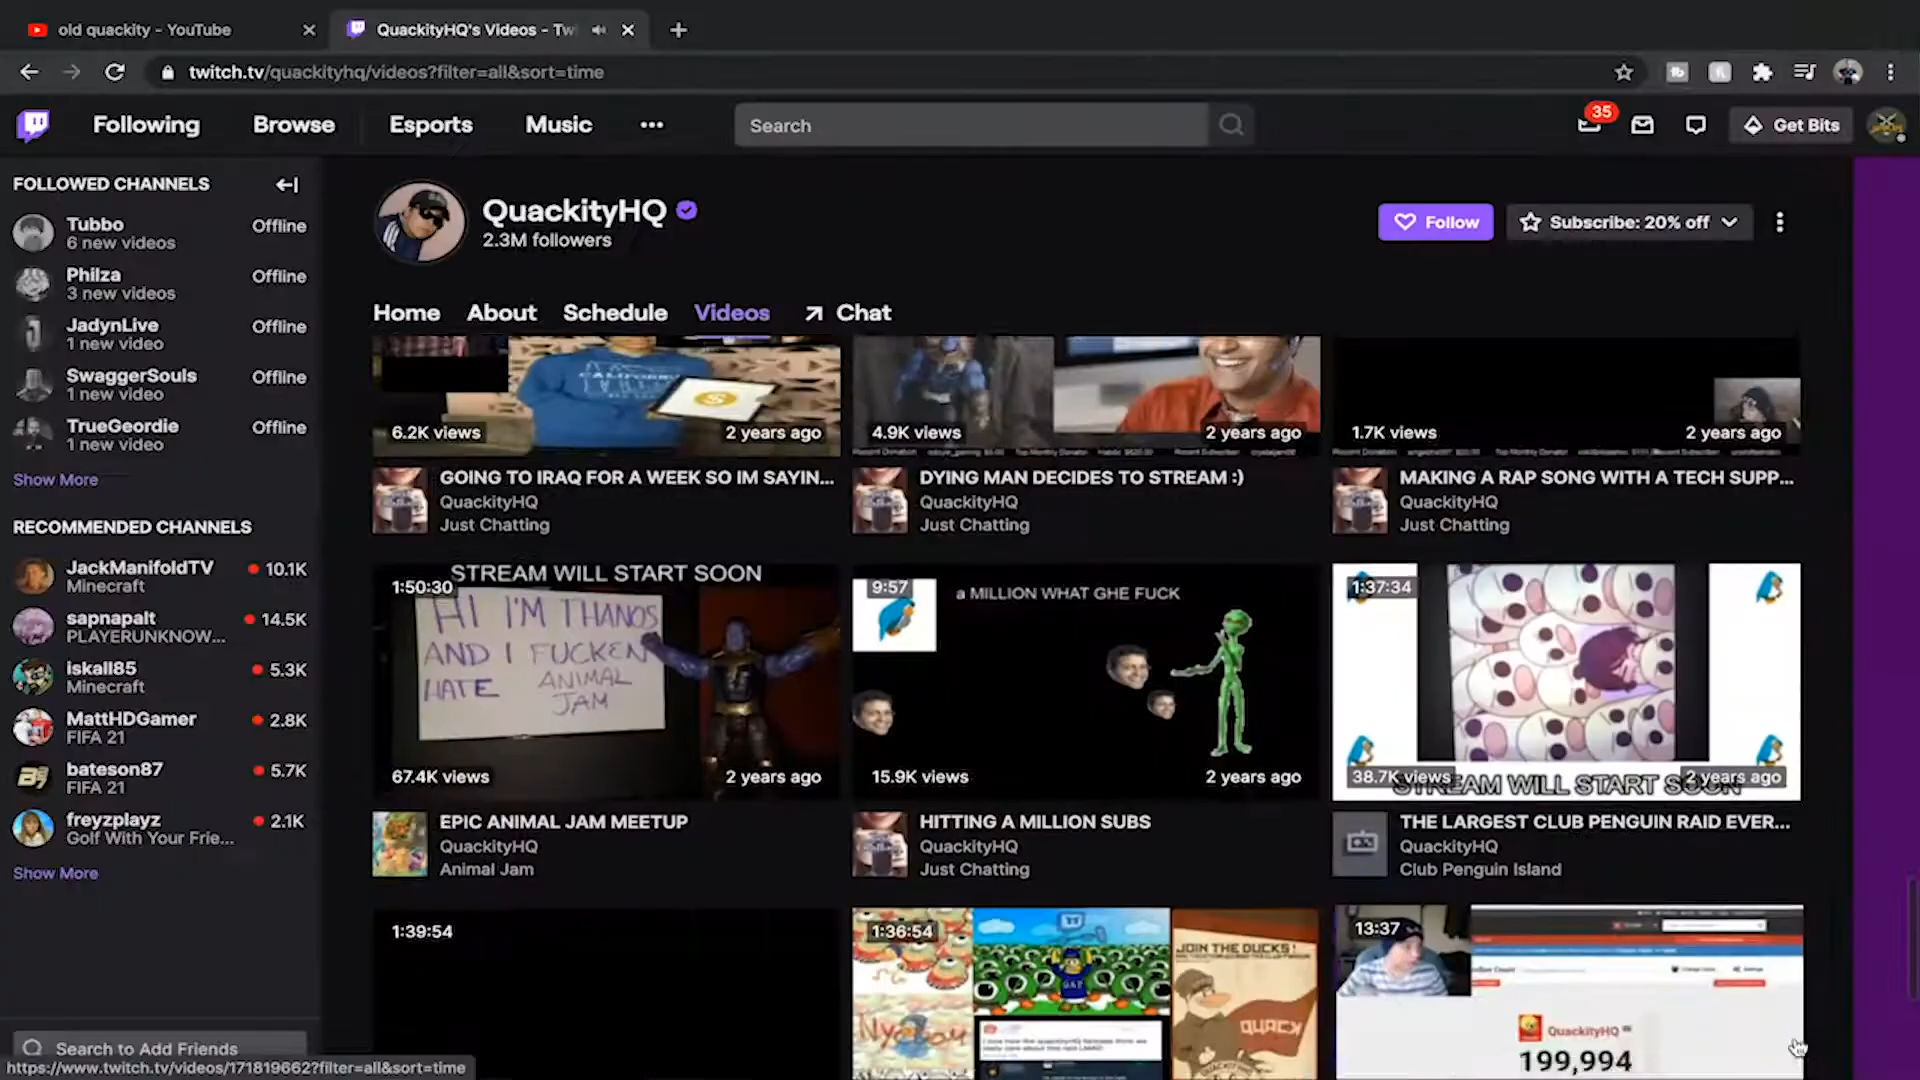 old quackity - YouTube
QuackityHQ's Videos - Tw
twitch.tv/quackityhq/videos?filter=all&sort=time
Following
Browse
Esports
Music
Search
35
Get Bits
FOLLOWED CHANNELS
Tubbo
Offline
6 new videos
Philza
Offline
3 new videos
JadynLive
Offline
1 new video
SwaggerSouls
Offline
1 new video
TrueGeordie
Offline
1 new video
Show More
RECOMMENDED CHANNELS
JackManifoldTV
10.1K
Minecraft
sapnapalt
14.5K
PLAYERUNKNOW...
iskall85
5.3K
Minecraft
MattHDGamer
2.8K
FIFA 21
bateson87
5.7K
FIFA 21
freyzplayz
2.1K
Golf With Your Frie...
Show More
Search to Add Friends
https://www.twitch.tv/videos/171819662?filter=all&sort=time
QuackityHQ
2.3M followers
Follow
Subscribe: 20% off
Home
About
Schedule
Videos
Chat
6.2K views
2 years ago
GOING TO IRAQ FOR A WEEK SO IM SAYIN...
QuackityHQ
Just Chatting
4.9K views
2 years ago
DYING MAN DECIDES TO STREAM :)
QuackityHQ
Just Chatting
1.7K views
2 years ago
MAKING A RAP SONG WITH A TECH SUPP...
QuackityHQ
Just Chatting
STREAM WILL START SOON
1:50:30
HI I'M THANOS
AND I FUCKEN
HATE ANIMAL
JAM
67.4K views
2 years ago
EPIC ANIMAL JAM MEETUP
QuackityHQ
Animal Jam
9:57
a MILLION WHAT GHE FUCK
15.9K views
2 years ago
HITTING A MILLION SUBS
QuackityHQ
Just Chatting
1:37:34
38.7K views
2 years ago
STREAM WILL START SOON
THE LARGEST CLUB PENGUIN RAID EVER...
QuackityHQ
Club Penguin Island
1:39:54
1:36:54
JOIN THE DUCKS!
QUACK
13:37
QuackityHQ
199,994